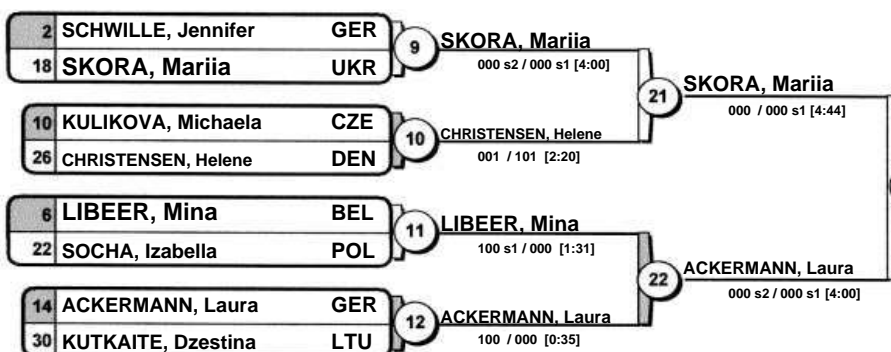 2 SCHWILLE, Jennifer GER
18 SKORA, Mariia UKR
9 SKORA, Mariia
000 s2 / 000 s1 [4:00]
10 KULIKOVA, Michaela CZE
26 CHRISTENSEN, Helene DEN
10 CHRISTENSEN, Helene
001 / 101 [2:20]
21 SKORA, Mariia
000 / 000 s1 [4:44]
6 LIBEER, Mina BEL
22 SOCHA, Izabella POL
11 LIBEER, Mina
100 s1 / 000 [1:31]
14 ACKERMANN, Laura GER
30 KUTKAITE, Dzestina LTU
12 ACKERMANN, Laura
100 / 000 [0:35]
22 ACKERMANN, Laura
000 s2 / 000 s1 [4:00]